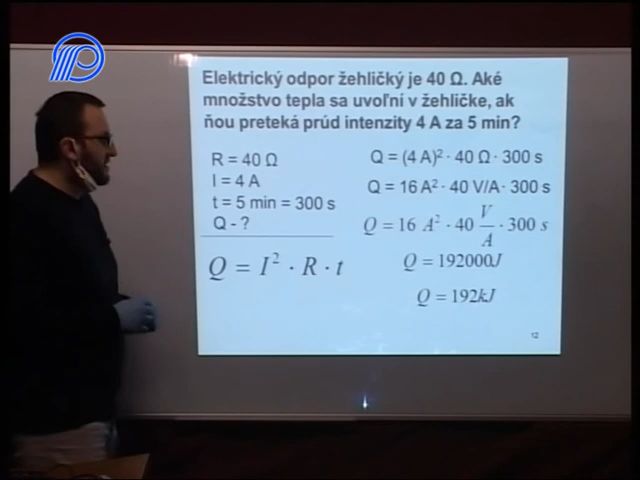 Elektrický odpor žehličký je 40 Ω. Aké
množstvo tepla sa uvoľní v žehličke, ak
ňou preteká prúd intenzity 4 A za 5 min?
R = 40 Ω
I = 4 A
t = 5 min = 300 s
Q - ?
Q = I² · R · t
Q = (4 A)² · 40 Ω · 300 s
Q = 16 A² · 40 V/A · 300 s
Q = 16 A² · 40 V/A · 300 s
Q = 192000J
Q = 192kJ
12